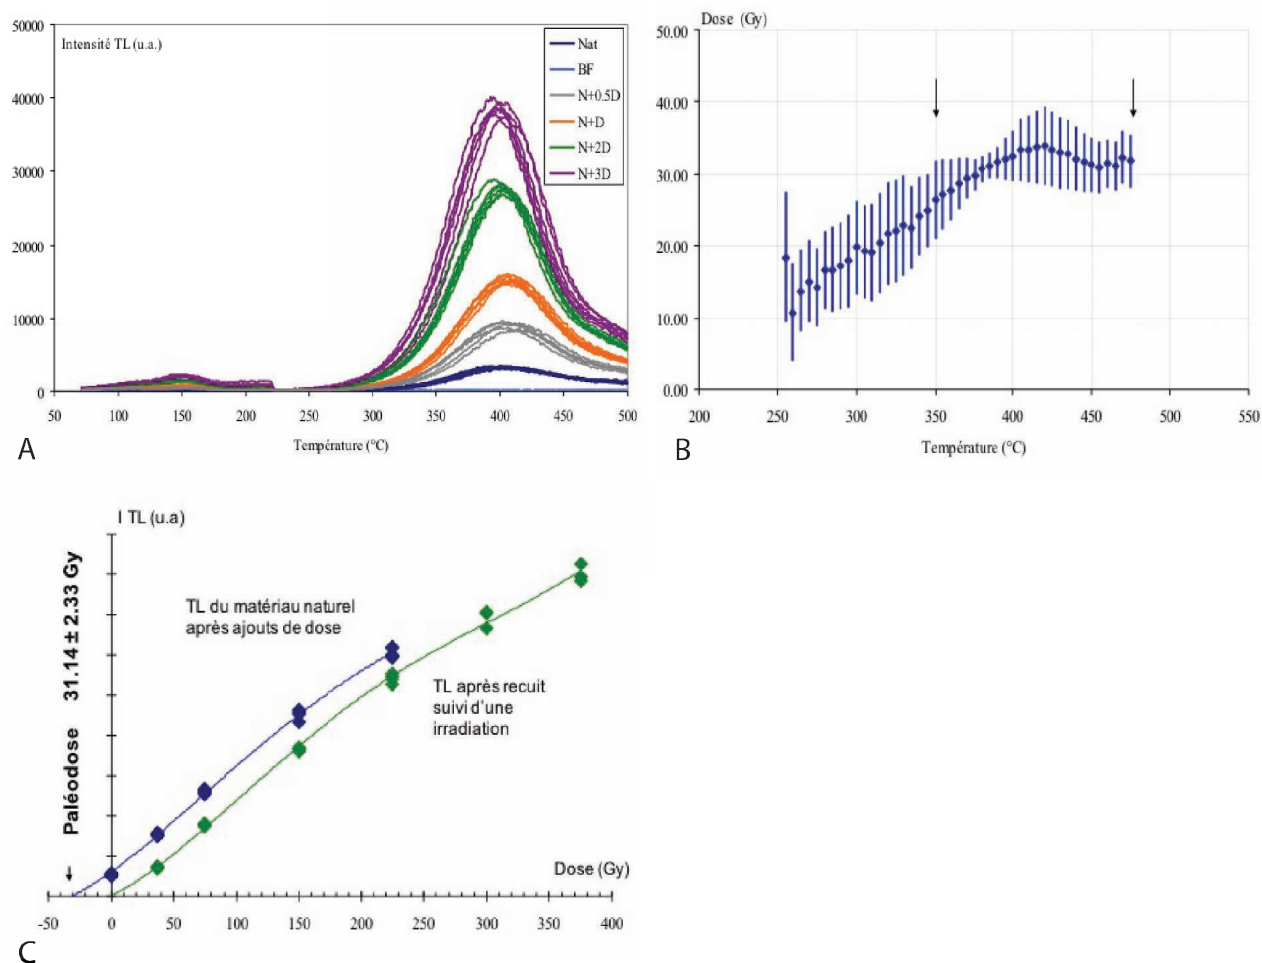 50000
Intensité TL (u.a.)
40000
30000
20000
10000
0
50 100 150 200 250 300 350 400 450 500
Température (°C)
Nat
BF
N+0.5D
N+D
N+2D
N+3D
A
Dose (Gy)
50.00
40.00
30.00
20.00
10.00
0.00
200 250 300 350 400 450 500 550
Température (°C)
B
I TL (u.a)
Paléodose 31.14 ± 2.33 Gy
TL du matériau naturel
après ajouts de dose
TL après recuit
suivi d'une
irradiation
Dose (Gy)
-50 0 50 100 150 200 250 300 350 400
C